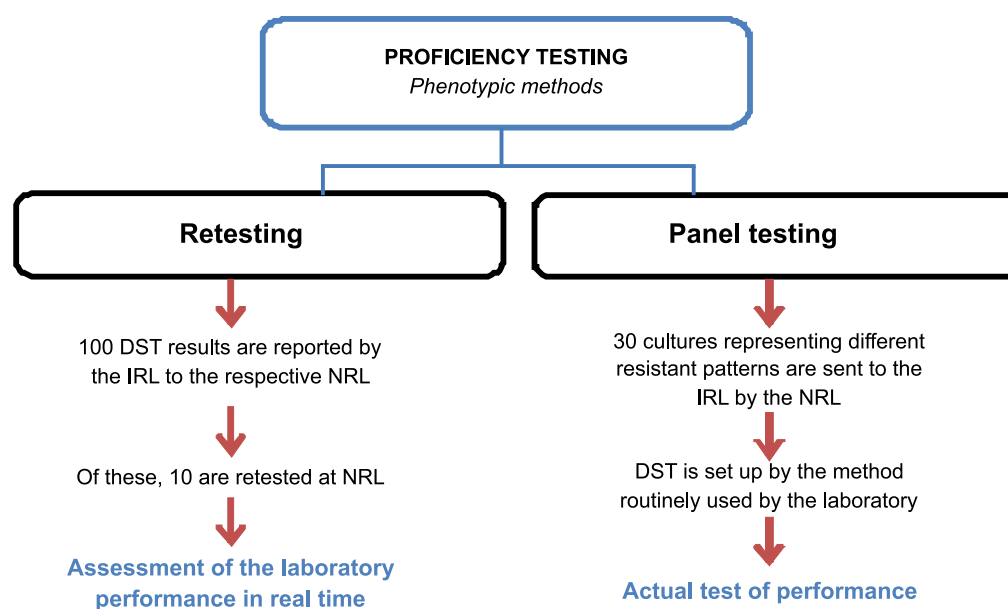 PROFICIENCY TESTING
Phenotypic methods
Retesting
100 DST results are reported by
the IRL to the respective NRL
Of these, 10 are retested at NRL
Assessment of the laboratory
performance in real time
Panel testing
30 cultures representing different
resistant patterns are sent to the
IRL by the NRL
DST is set up by the method
routinely used by the laboratory
Actual test of performance